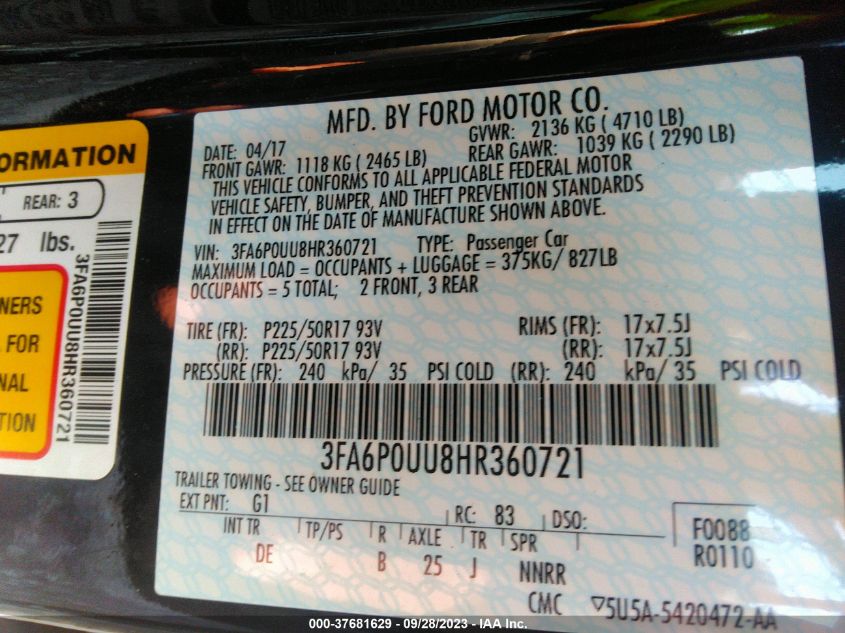 ORMATION
REAR: 3
27 lbs.
3FA6P0UU8HR360721
NERS
FOR
NAL
TION
MFD. BY FORD MOTOR CO.
DATE: 04/17 GVWR: 2136 KG ( 4710 LB)
FRONT GAWR: 1118 KG ( 2465 LB) REAR GAWR: 1039 KG ( 2290 LB)
THIS VEHICLE CONFORMS TO ALL APPLICABLE FEDERAL MOTOR
VEHICLE SAFETY, BUMPER, AND THEFT PREVENTION STANDARDS
IN EFFECT ON THE DATE OF MANUFACTURE SHOWN ABOVE.
VIN: 3FA6P0UU8HR360721 TYPE: Passenger Car
MAXIMUM LOAD = OCCUPANTS + LUGGAGE = 375KG/ 827LB
OCCUPANTS = 5 TOTAL; 2 FRONT, 3 REAR
TIRE (FR): P225/50R17 93V RIMS (FR): 17x7.5J
(RR): P225/50R17 93V (RR): 17x7.5J
PRESSURE (FR): 240 kPa/ 35 PSI COLD (RR): 240 kPa/ 35 PSI COLD
3FA6P0UU8HR360721
TRAILER TOWING - SEE OWNER GUIDE
EXT PNT: G1 RC: 83 DSO:
INT TR TP/PS R AXLE TR SPR F0088
DE B 25 J NNRR R0110
CMC ▽5U5A-5420472-AA
000-37681629 - 09/28/2023 - IAA Inc.